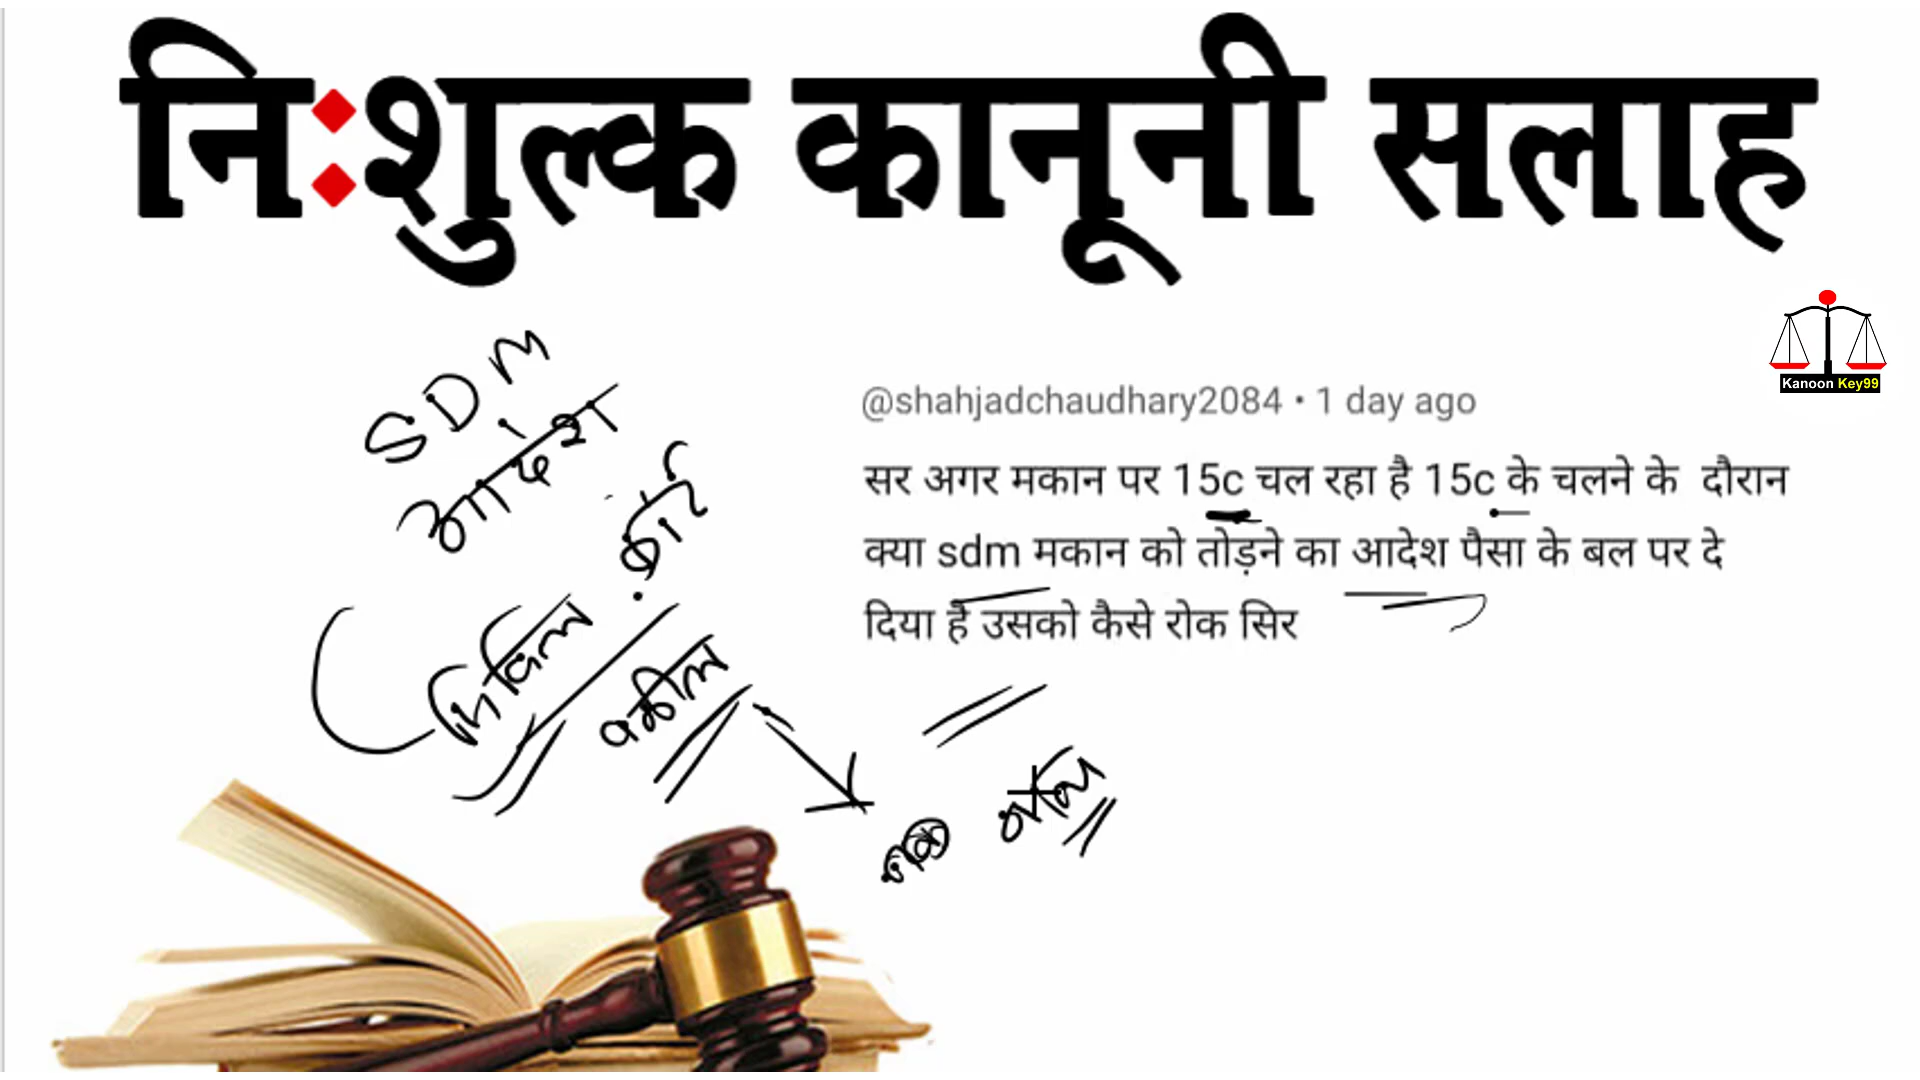 निःशुल्क कानूनी सलाह
Kanoon Key99
@shahjadchaudhary2084 • 1 day ago
सर अगर मकान पर 15c चल रहा है 15c के चलने के दौरान
क्या sdm मकान को तोड़ने का आदेश पैसा के बल पर दे
दिया है उसको कैसे रोक सिर
SDM
आदेश
सिविल कोर्ट
वकील